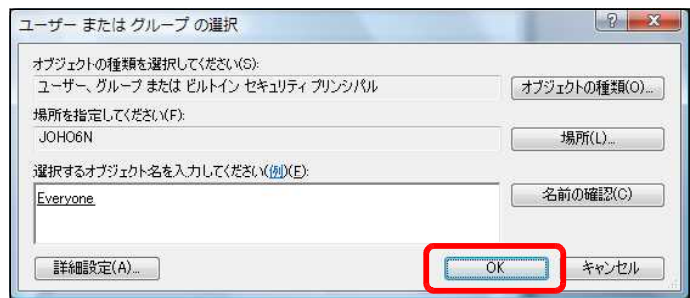 ユーザー または グループ の選択
オブジェクトの種類を選択してください(S):
ユーザー、グループ または ビルトイン セキュリティ プリンシパル
オブジェクトの種類(O)...
場所を指定してください(F):
JOHO6N
場所(L)...
選択するオブジェクト名を入力してください(例)(E):
Everyone
名前の確認(C)
詳細設定(A)...
OK
キャンセル